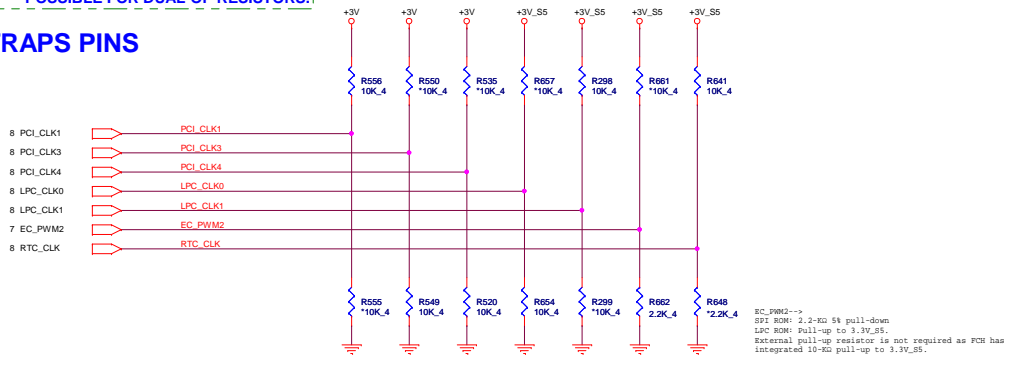 POSSIBLE FOR DUAL OP RESISTORS.
TRAPS PINS
+3V +3V +3V +3V_S5 +3V_S5 +3V_S5 +3V_S5
R556 R550 R535 R657 R298 R661 R641
10K_4 *10K_4 *10K_4 *10K_4 10K_4 *10K_4 10K_4
8 PCI_CLK1 PCI_CLK1
8 PCI_CLK3 PCI_CLK3
8 PCI_CLK4 PCI_CLK4
8 LPC_CLK0 LPC_CLK0
8 LPC_CLK1 LPC_CLK1
7 EC_PWM2 EC_PWM2
8 RTC_CLK RTC_CLK
R555 R549 R520 R654 R299 R662 R648
*10K_4 10K_4 10K_4 10K_4 *10K_4 2.2K_4 *2.2K_4
EC_PWM2-->
SPI ROM: 2.2-KΩ 5% pull-down
LPC ROM: Pull-up to 3.3V_S5.
External pull-up resistor is not required as FCH has
integrated 10-KΩ pull-up to 3.3V_S5.